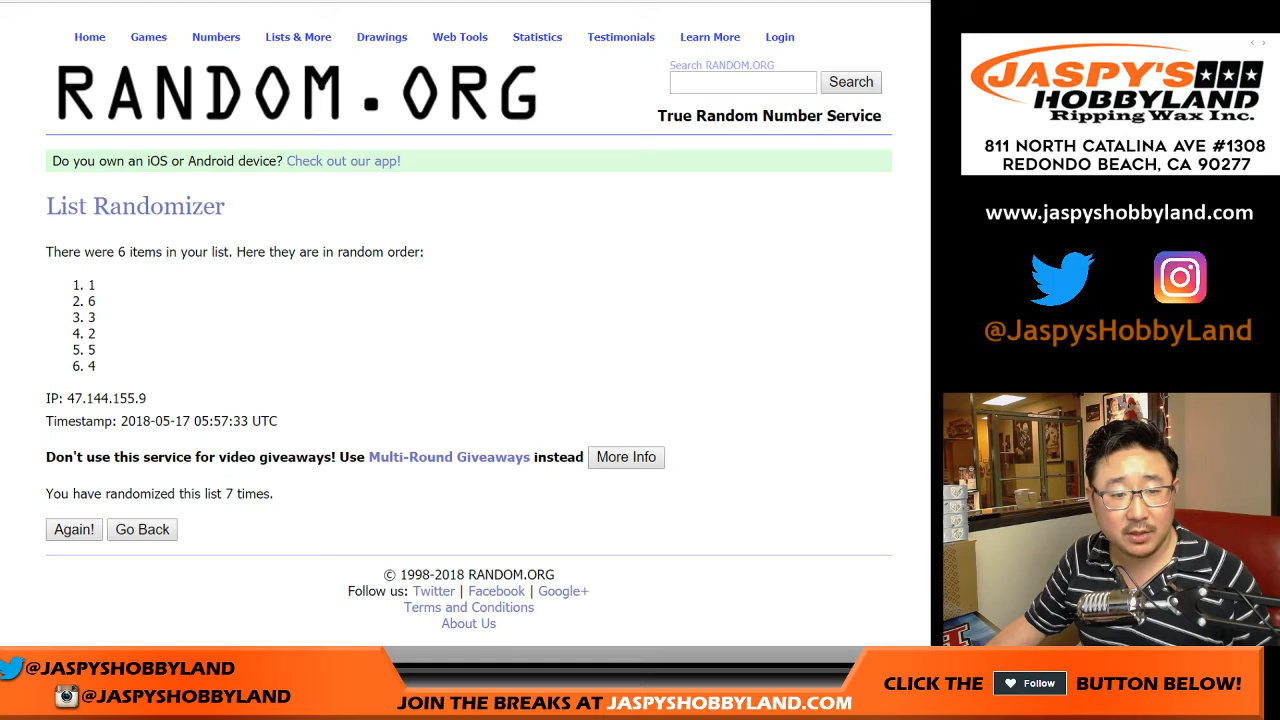 Home Games Numbers Lists & More Drawings Web Tools Statistics Testimonials Learn More Login
Search RANDOM.ORG
RANDOM.ORG
Search
True Random Number Service
Do you own an iOS or Android device? Check out our app!
List Randomizer
There were 6 items in your list. Here they are in random order:
1. 1
2. 6
3. 3
4. 2
5. 5
6. 4
IP: 47.144.155.9
Timestamp: 2018-05-17 05:57:33 UTC
Don't use this service for video giveaways! Use Multi-Round Giveaways instead More Info
You have randomized this list 7 times.
Again! Go Back
© 1998-2018 RANDOM.ORG
Follow us: Twitter | Facebook | Google+
Terms and Conditions
About Us
JASPY'S
HOBBYLAND
Ripping Wax Inc.
811 NORTH CATALINA AVE #1308
REDONDO BEACH, CA 90277
www.jaspyshobbyland.com
@JaspysHobbyLand
@JASPYSHOBBYLAND
@JASPYSHOBBYLAND
JOIN THE BREAKS AT JASPYSHOBBYLAND.COM
CLICK THE Follow BUTTON BELOW!